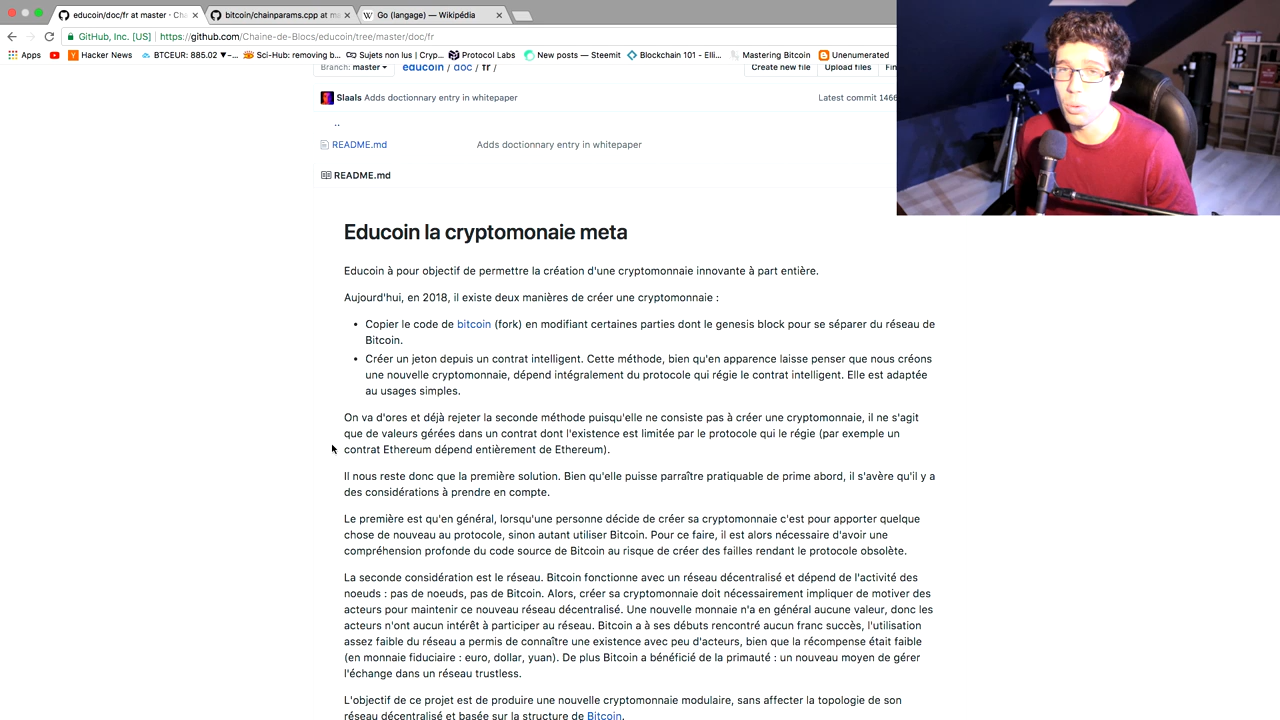 educoin/doc/fr at master · Cha
bitcoin/chainparams.cpp at ma
Go (langage) — Wikipédia
GitHub, Inc. [US] https://github.com/Chaine-de-Blocs/educoin/tree/master/doc/fr
Apps Hacker News BTCEUR: 885.02 ▼−... Sci-Hub: removing b... Sujets non lus | Cryp... Protocol Labs New posts — Steemit Blockchain 101 - Elli... Mastering Bitcoin Unenumerated
Branch: master educoin / doc / fr / Create new file Upload files Fin
Slaals Adds doctionnary entry in whitepaper Latest commit 1466
..
README.md Adds doctionnary entry in whitepaper
README.md
Educoin la cryptomonaie meta
Educoin à pour objectif de permettre la création d'une cryptomonnaie innovante à part entière.
Aujourd'hui, en 2018, il existe deux manières de créer une cryptomonnaie :
• Copier le code de bitcoin (fork) en modifiant certaines parties dont le genesis block pour se séparer du réseau de
Bitcoin.
• Créer un jeton depuis un contrat intelligent. Cette méthode, bien qu'en apparence laisse penser que nous créons
une nouvelle cryptomonnaie, dépend intégralement du protocole qui régie le contrat intelligent. Elle est adaptée
au usages simples.
On va d'ores et déjà rejeter la seconde méthode puisqu'elle ne consiste pas à créer une cryptomonnaie, il ne s'agit
que de valeurs gérées dans un contrat dont l'existence est limitée par le protocole qui le régie (par exemple un
contrat Ethereum dépend entièrement de Ethereum).
Il nous reste donc que la première solution. Bien qu'elle puisse parraître pratiquable de prime abord, il s'avère qu'il y a
des considérations à prendre en compte.
Le première est qu'en général, lorsqu'une personne décide de créer sa cryptomonnaie c'est pour apporter quelque
chose de nouveau au protocole, sinon autant utiliser Bitcoin. Pour ce faire, il est alors nécessaire d'avoir une
compréhension profonde du code source de Bitcoin au risque de créer des failles rendant le protocole obsolète.
La seconde considération est le réseau. Bitcoin fonctionne avec un réseau décentralisé et dépend de l'activité des
noeuds : pas de noeuds, pas de Bitcoin. Alors, créer sa cryptomonnaie doit nécessairement impliquer de motiver des
acteurs pour maintenir ce nouveau réseau décentralisé. Une nouvelle monnaie n'a en général aucune valeur, donc les
acteurs n'ont aucun intérêt à participer au réseau. Bitcoin a à ses débuts rencontré aucun franc succès, l'utilisation
assez faible du réseau a permis de connaître une existence avec peu d'acteurs, bien que la récompense était faible
(en monnaie fiduciaire : euro, dollar, yuan). De plus Bitcoin a bénéficié de la primauté : un nouveau moyen de gérer
l'échange dans un réseau trustless.
L'objectif de ce projet est de produire une nouvelle cryptomonnaie modulaire, sans affecter la topologie de son
réseau décentralisé et basée sur la structure de Bitcoin.